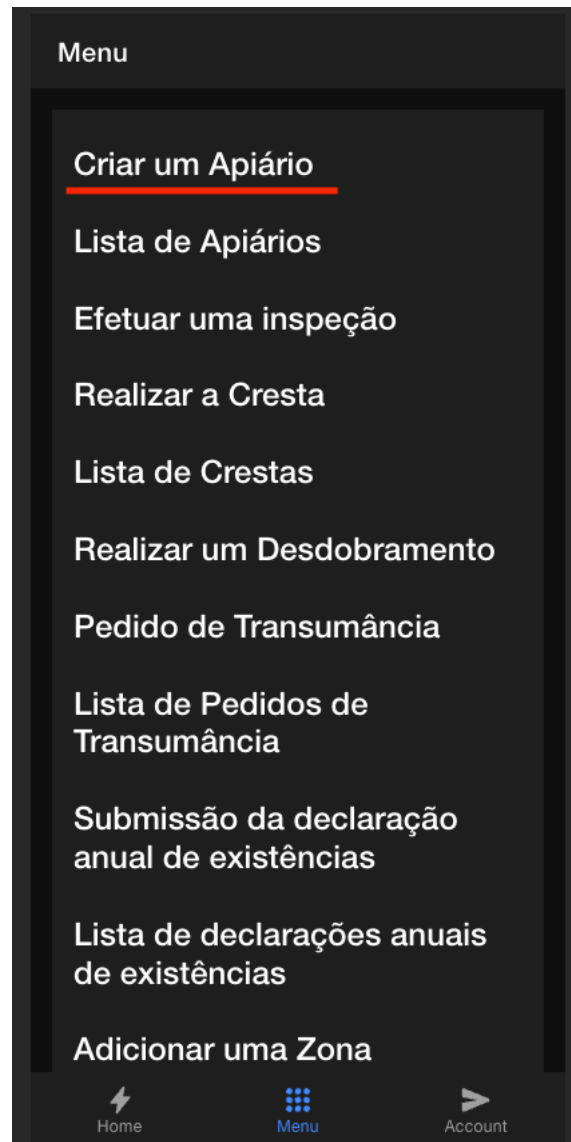 Menu
Criar um Apiário
Lista de Apiários
Efetuar uma inspeção
Realizar a Cresta
Lista de Crestas
Realizar um Desdobramento
Pedido de Transumância
Lista de Pedidos de
Transumância
Submissão da declaração
anual de existências
Lista de declarações anuais
de existências
Adicionar uma Zona
Home
Menu
Account